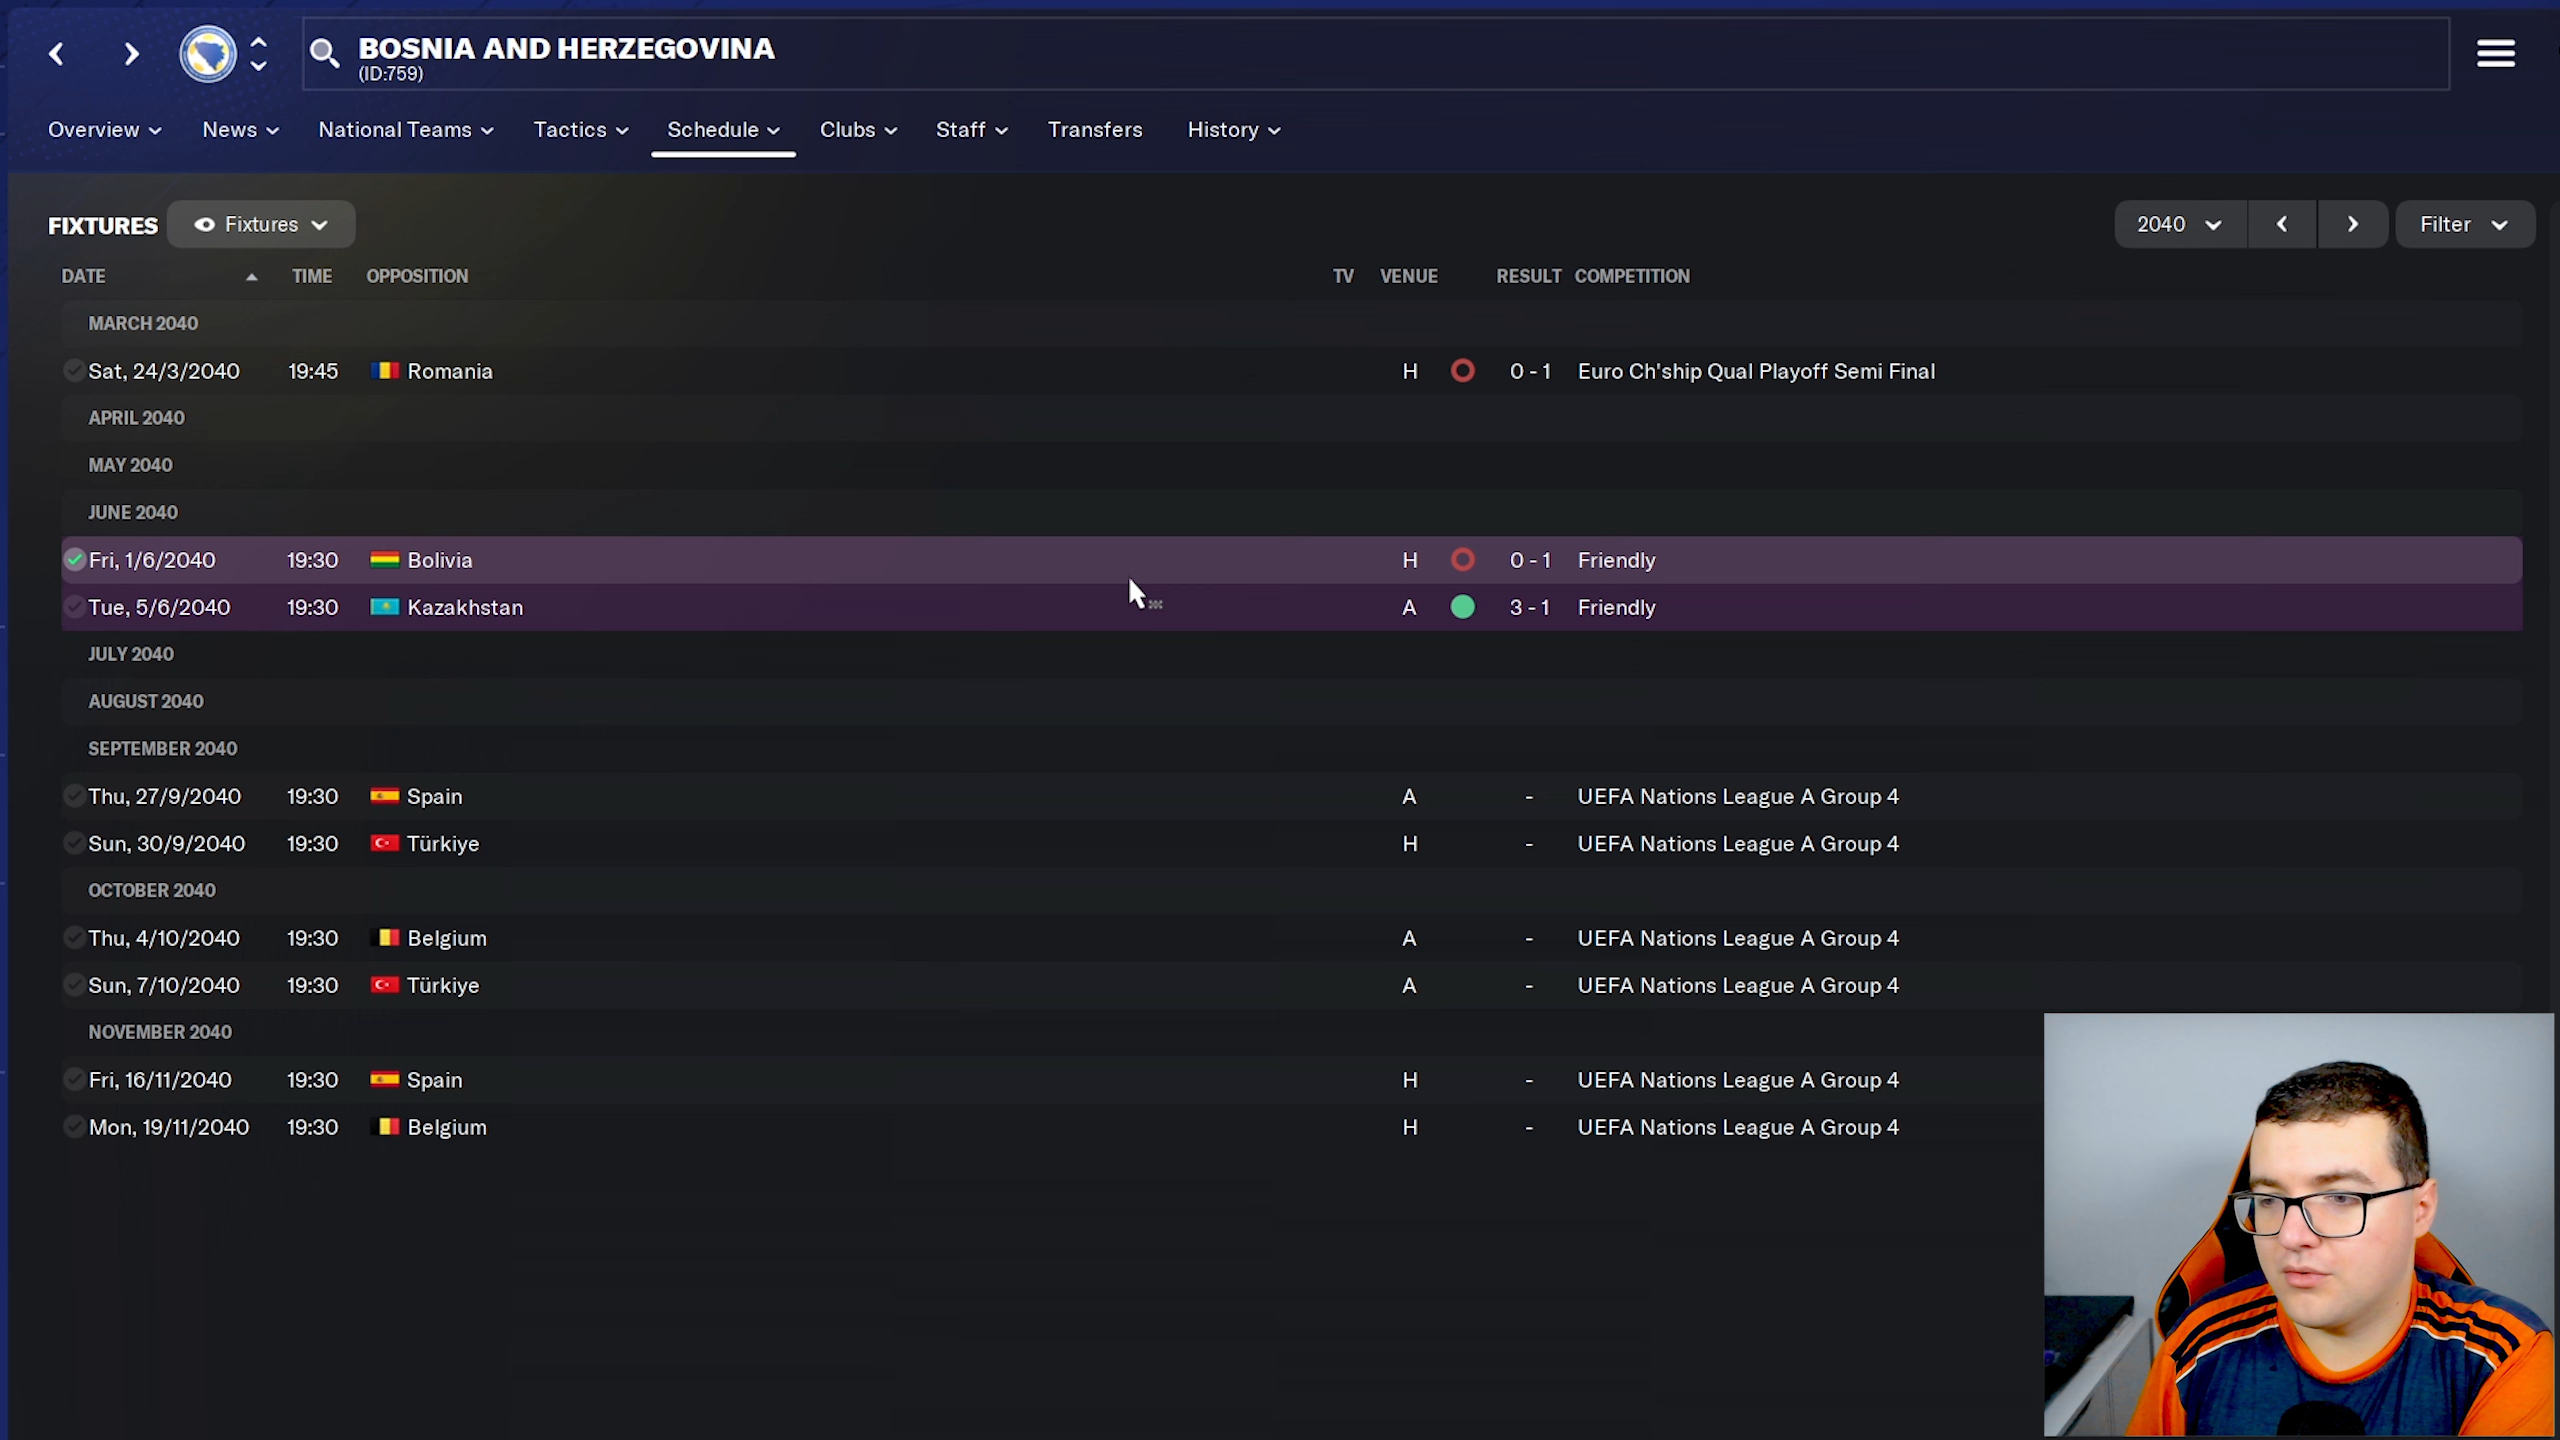 BOSNIA AND HERZEGOVINA
(ID:759)
Overview News National Teams Tactics Schedule Clubs Staff Transfers History
FIXTURES Fixtures 2040 Filter
DATE TIME OPPOSITION TV VENUE RESULT COMPETITION
MARCH 2040
Sat, 24/3/2040 19:45 Romania H 0 - 1 Euro Ch'ship Qual Playoff Semi Final
APRIL 2040
MAY 2040
JUNE 2040
Fri, 1/6/2040 19:30 Bolivia H 0 - 1 Friendly
Tue, 5/6/2040 19:30 Kazakhstan A 3 - 1 Friendly
JULY 2040
AUGUST 2040
SEPTEMBER 2040
Thu, 27/9/2040 19:30 Spain A - UEFA Nations League A Group 4
Sun, 30/9/2040 19:30 Türkiye H - UEFA Nations League A Group 4
OCTOBER 2040
Thu, 4/10/2040 19:30 Belgium A - UEFA Nations League A Group 4
Sun, 7/10/2040 19:30 Türkiye A - UEFA Nations League A Group 4
NOVEMBER 2040
Fri, 16/11/2040 19:30 Spain H - UEFA Nations League A Group 4
Mon, 19/11/2040 19:30 Belgium H - UEFA Nations League A Group 4